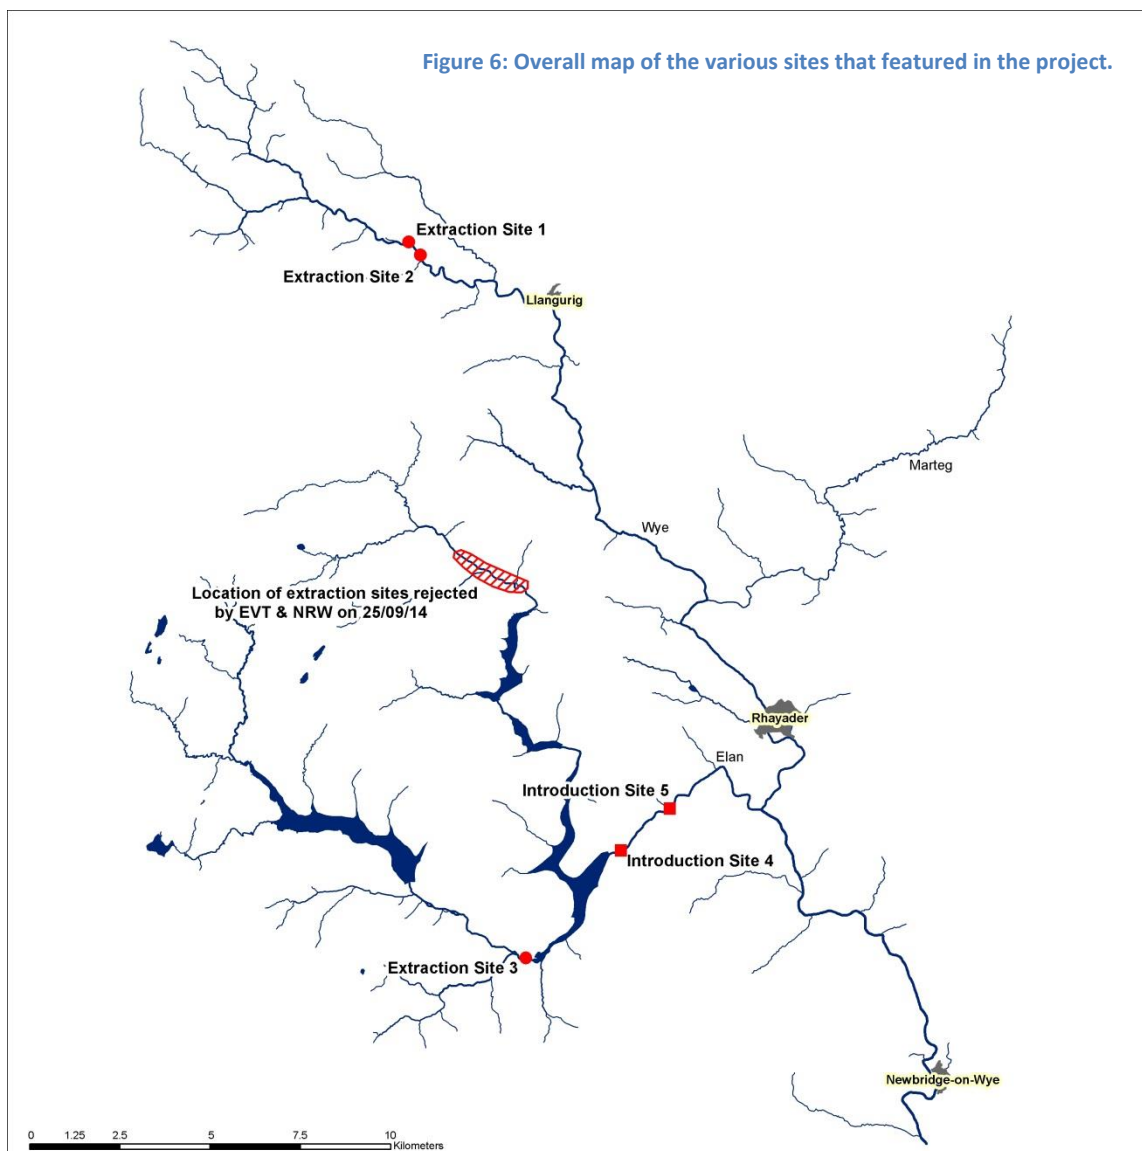 Figure 6: Overall map of the various sites that featured in the project.
Extraction Site 1
Extraction Site 2
Llangurig
Marteg
Wye
Location of extraction sites rejected
by EVT & NRW on 25/09/14
Rhayader
Elan
Introduction Site 5
Introduction Site 4
Extraction Site 3
Newbridge-on-Wye
0 1.25 2.5 5 7.5 10
Kilometers